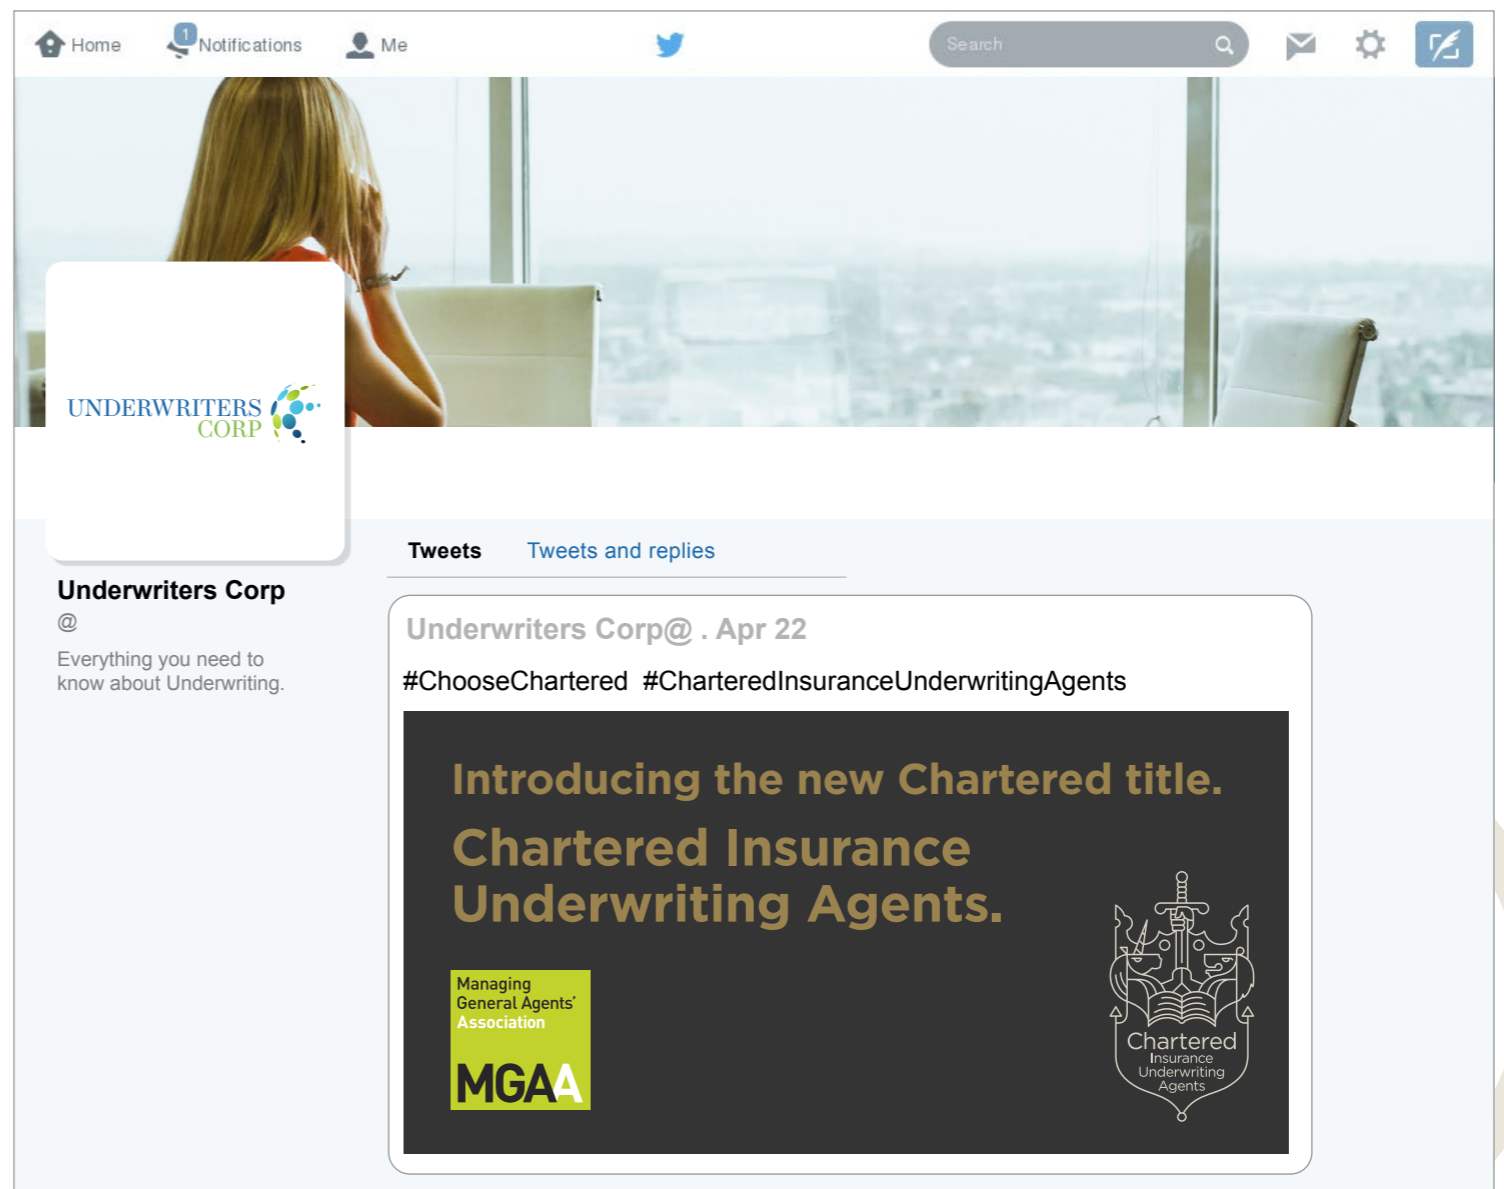 Home
1
Notifications
Me
Search
UNDERWRITERS
CORP
Underwriters Corp
@
Everything you need to
know about Underwriting.
Tweets Tweets and replies
Underwriters Corp@ . Apr 22
#ChooseChartered #CharteredInsuranceUnderwritingAgents
Introducing the new Chartered title.
Chartered Insurance
Underwriting Agents.
Managing
General Agents'
Association
MGAA
Chartered
Insurance
Underwriting
Agents